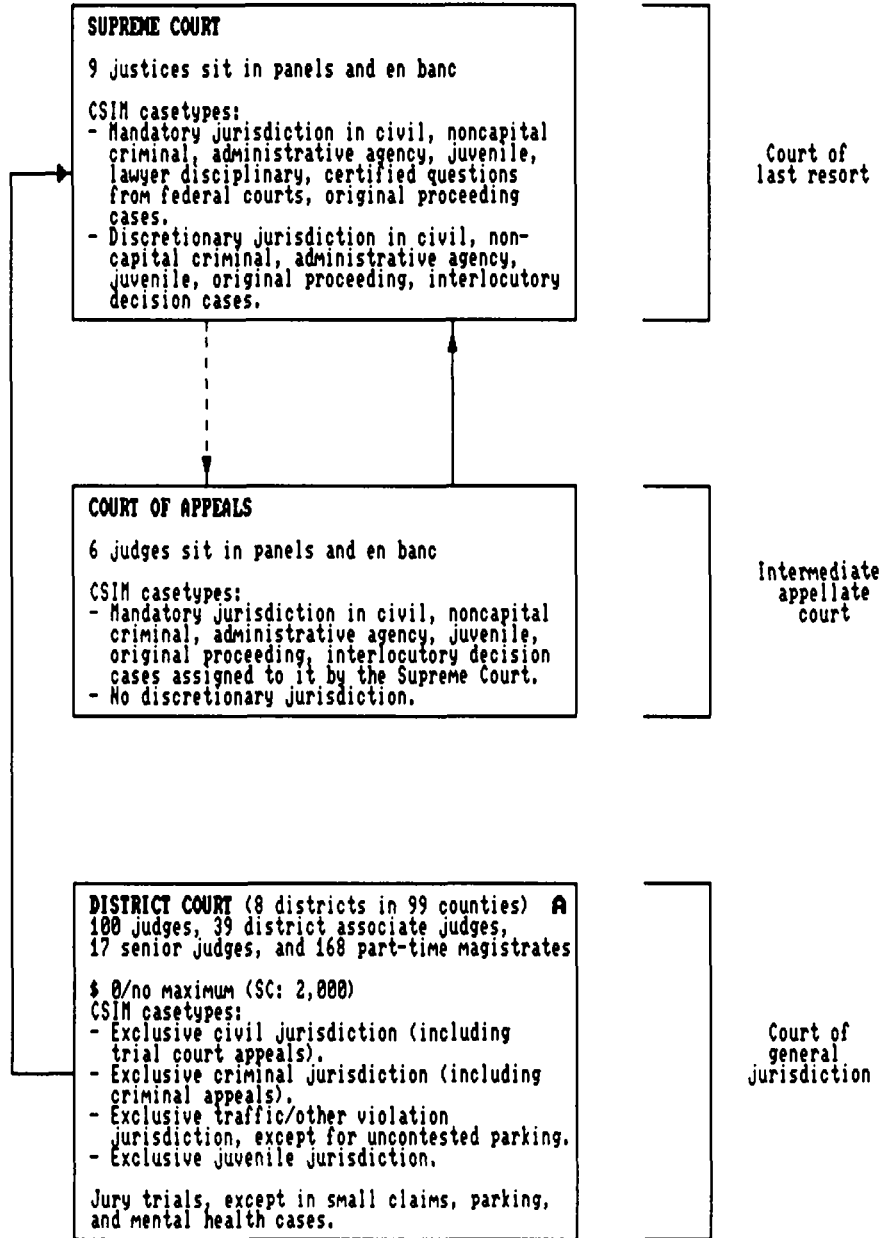 SUPREME COURT
9 justices sit in panels and en banc
CSIM casetypes:
- Mandatory jurisdiction in civil, noncapital
criminal, administrative agency, juvenile,
lawyer disciplinary, certified questions
from federal courts, original proceeding
cases.
- Discretionary jurisdiction in civil, non-
capital criminal, administrative agency,
juvenile, original proceeding, interlocutory
decision cases.
Court of
last resort
COURT OF APPEALS
6 judges sit in panels and en banc
CSIM casetypes:
- Mandatory jurisdiction in civil, noncapital
criminal, administrative agency, juvenile,
original proceeding, interlocutory decision
cases assigned to it by the Supreme Court.
- No discretionary jurisdiction.
Intermediate
appellate
court
DISTRICT COURT (8 districts in 99 counties) A
100 judges, 39 district associate judges,
17 senior judges, and 168 part-time magistrates
$ 0/no maximum (SC: 2,000)
CSIM casetypes:
- Exclusive civil jurisdiction (including
trial court appeals).
- Exclusive criminal jurisdiction (including
criminal appeals).
- Exclusive traffic/other violation
jurisdiction, except for uncontested parking.
- Exclusive juvenile jurisdiction.
Jury trials, except in small claims, parking,
and mental health cases.
Court of
general
jurisdiction